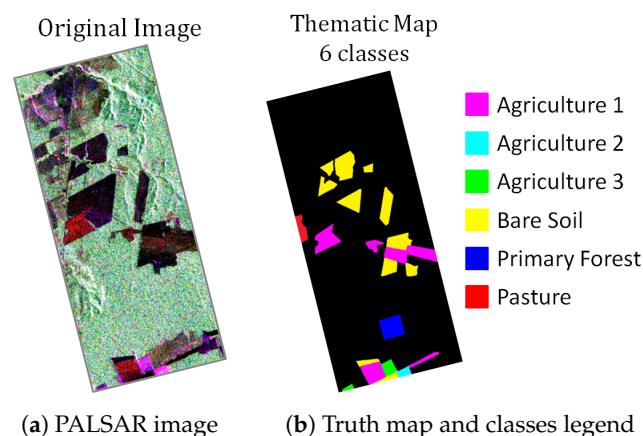 Original Image
Thematic Map
6 classes
Agriculture 1
Agriculture 2
Agriculture 3
Bare Soil
Primary Forest
Pasture
(a) PALSAR image
(b) Truth map and classes legend